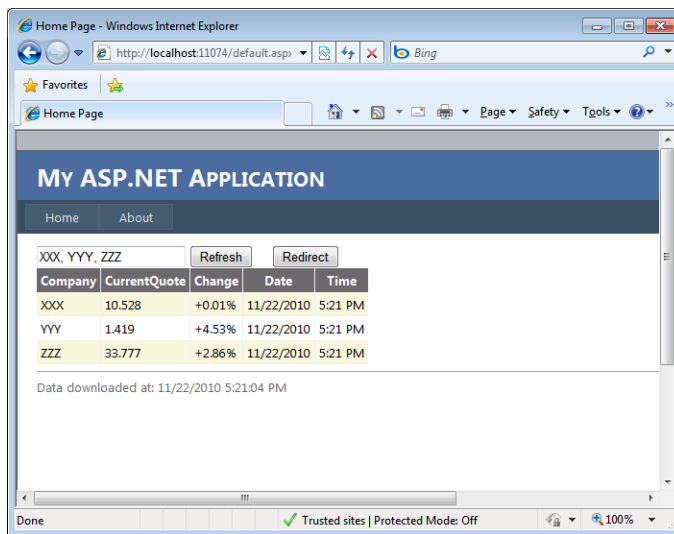 Home Page - Windows Internet Explorer
http://localhost:11074/default.aspx
Bing
Favorites
Home Page
Page Safety Tools
MY ASP.NET APPLICATION
Home About
XXX, YYY, ZZZ Refresh Redirect
Company CurrentQuote Change Date Time
XXX 10.528 +0.01% 11/22/2010 5:21 PM
YYY 1.419 +4.53% 11/22/2010 5:21 PM
ZZZ 33.777 +2.86% 11/22/2010 5:21 PM
Data downloaded at: 11/22/2010 5:21:04 PM
Done Trusted sites | Protected Mode: Off 100%